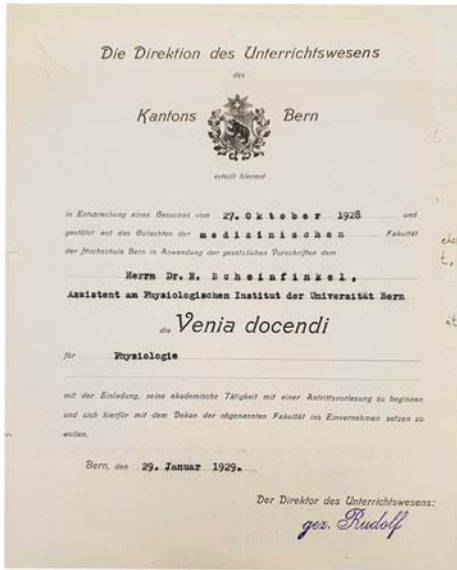 Die Direktion des Unterrichtswesens
des
Kantons Bern
erteilt hiermit
in Entsprechung eines Gesuches vom 27. Oktober 1928 und
gestützt auf das Gutachten der medizinischen Fakultät
der Hochschule Bern in Anwendung der gesetzlichen Vorschriften dem
Herrn Dr. N. Scheinfinkel,
Assistent am Physiologischen Institut der Universität Bern
die Venia docendi
für Physiologie
mit der Einladung, seine akademische Tätigkeit mit einer Antrittsvorlesung zu beginnen
und sich hierfür mit dem Dekan der obgenannten Fakultät ins Einvernehmen setzen zu
wollen.
Bern, den 29. Januar 1929.
Der Direktor des Unterrichtswesens:
gez. Rudolf